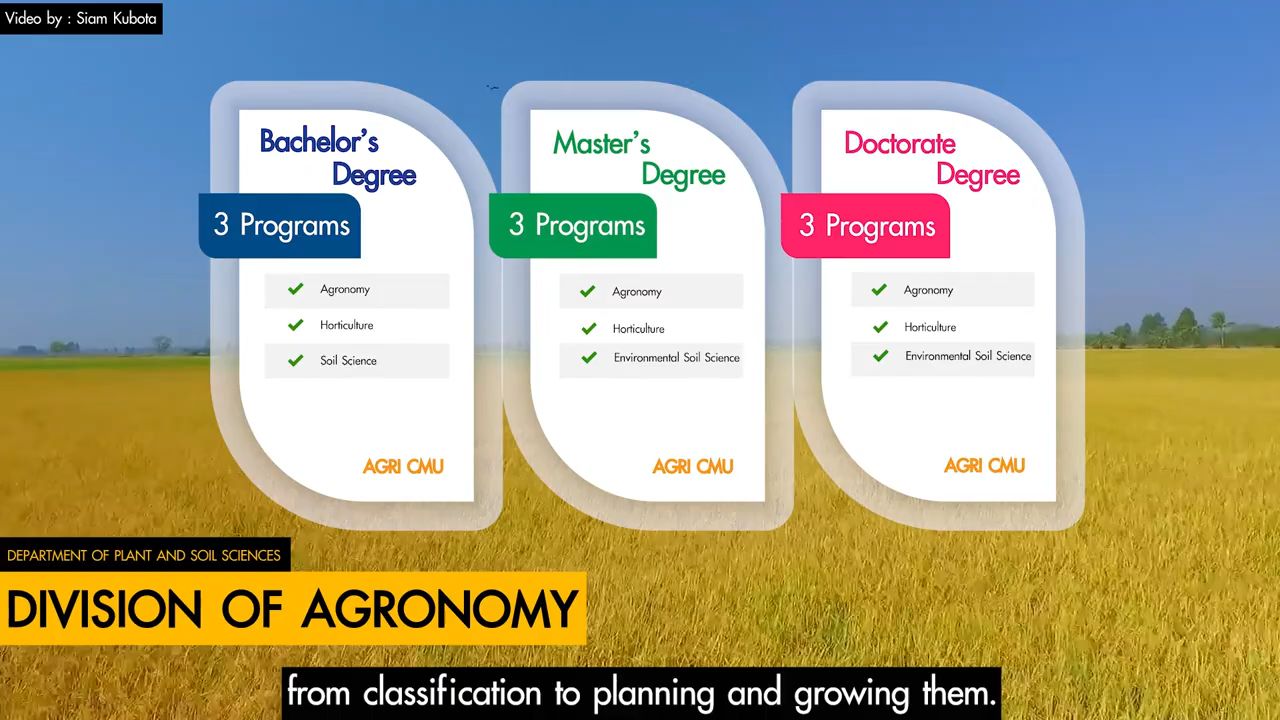 Video by : Siam Kubota
Bachelor's
Degree
3 Programs
Agronomy
Horticulture
Soil Science
AGRI CMU
Master's
Degree
3 Programs
Agronomy
Horticulture
Environmental Soil Science
AGRI CMU
Doctorate
Degree
3 Programs
Agronomy
Horticulture
Environmental Soil Science
AGRI CMU
DEPARTMENT OF PLANT AND SOIL SCIENCES
DIVISION OF AGRONOMY
from classification to planning and growing them.